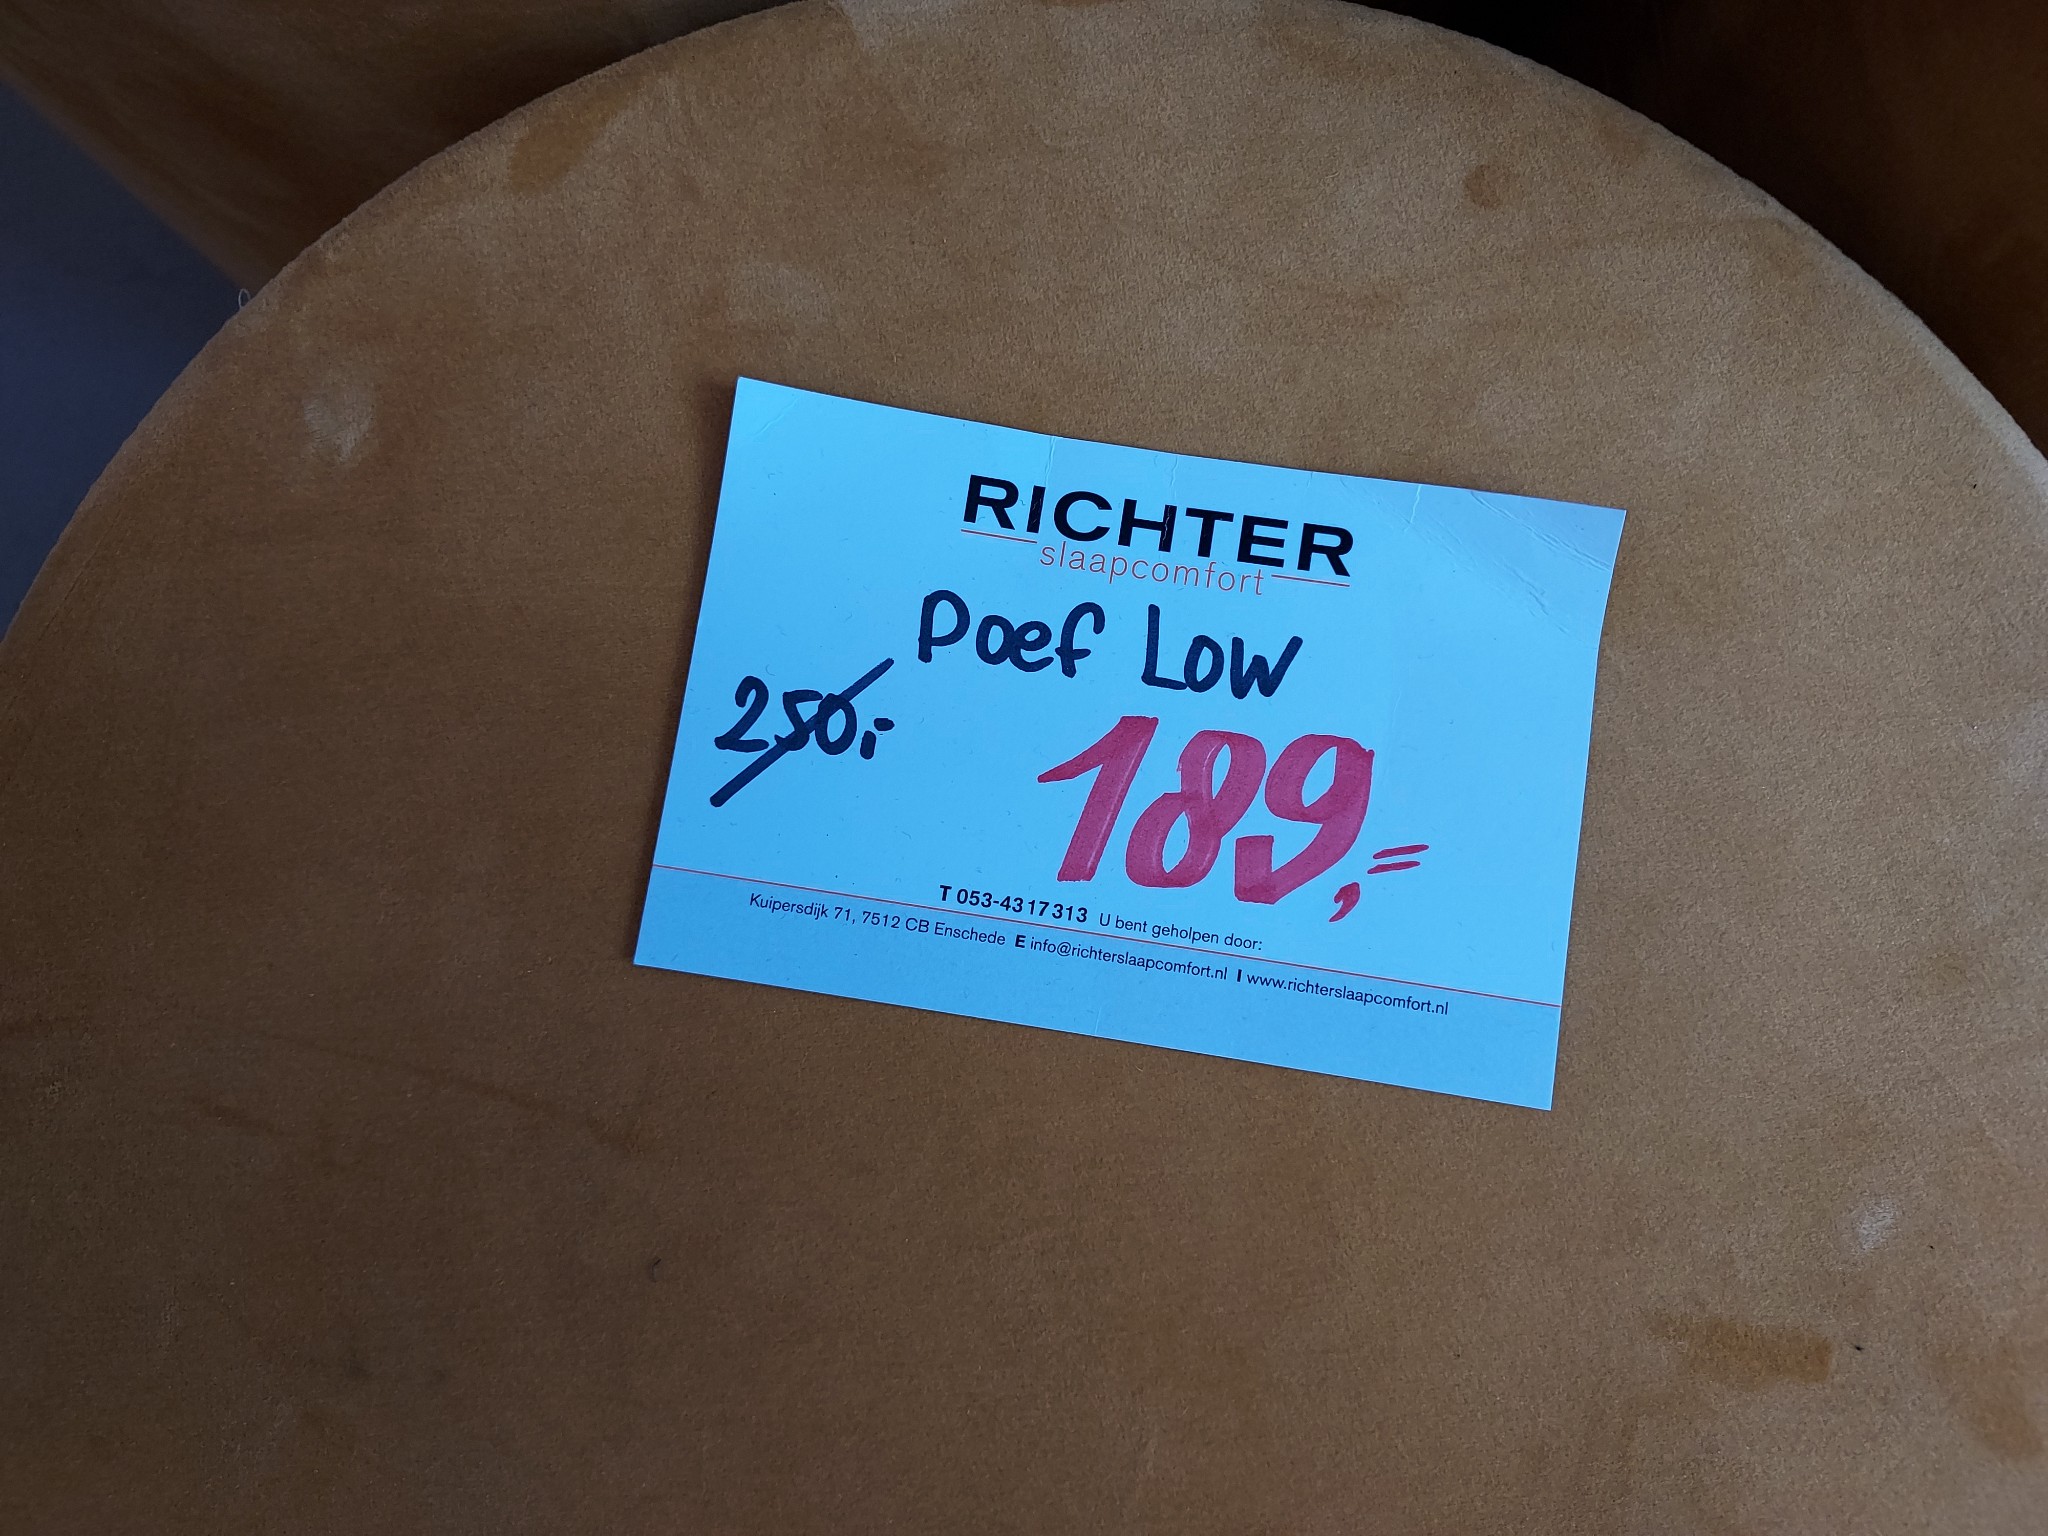 RICHTER
slaapcomfort
Poef Low
250,-
189,=
T 053-4317313 U bent geholpen door:
Kuipersdijk 71, 7512 CB Enschede E info@richterslaapcomfort.nl I www.richterslaapcomfort.nl